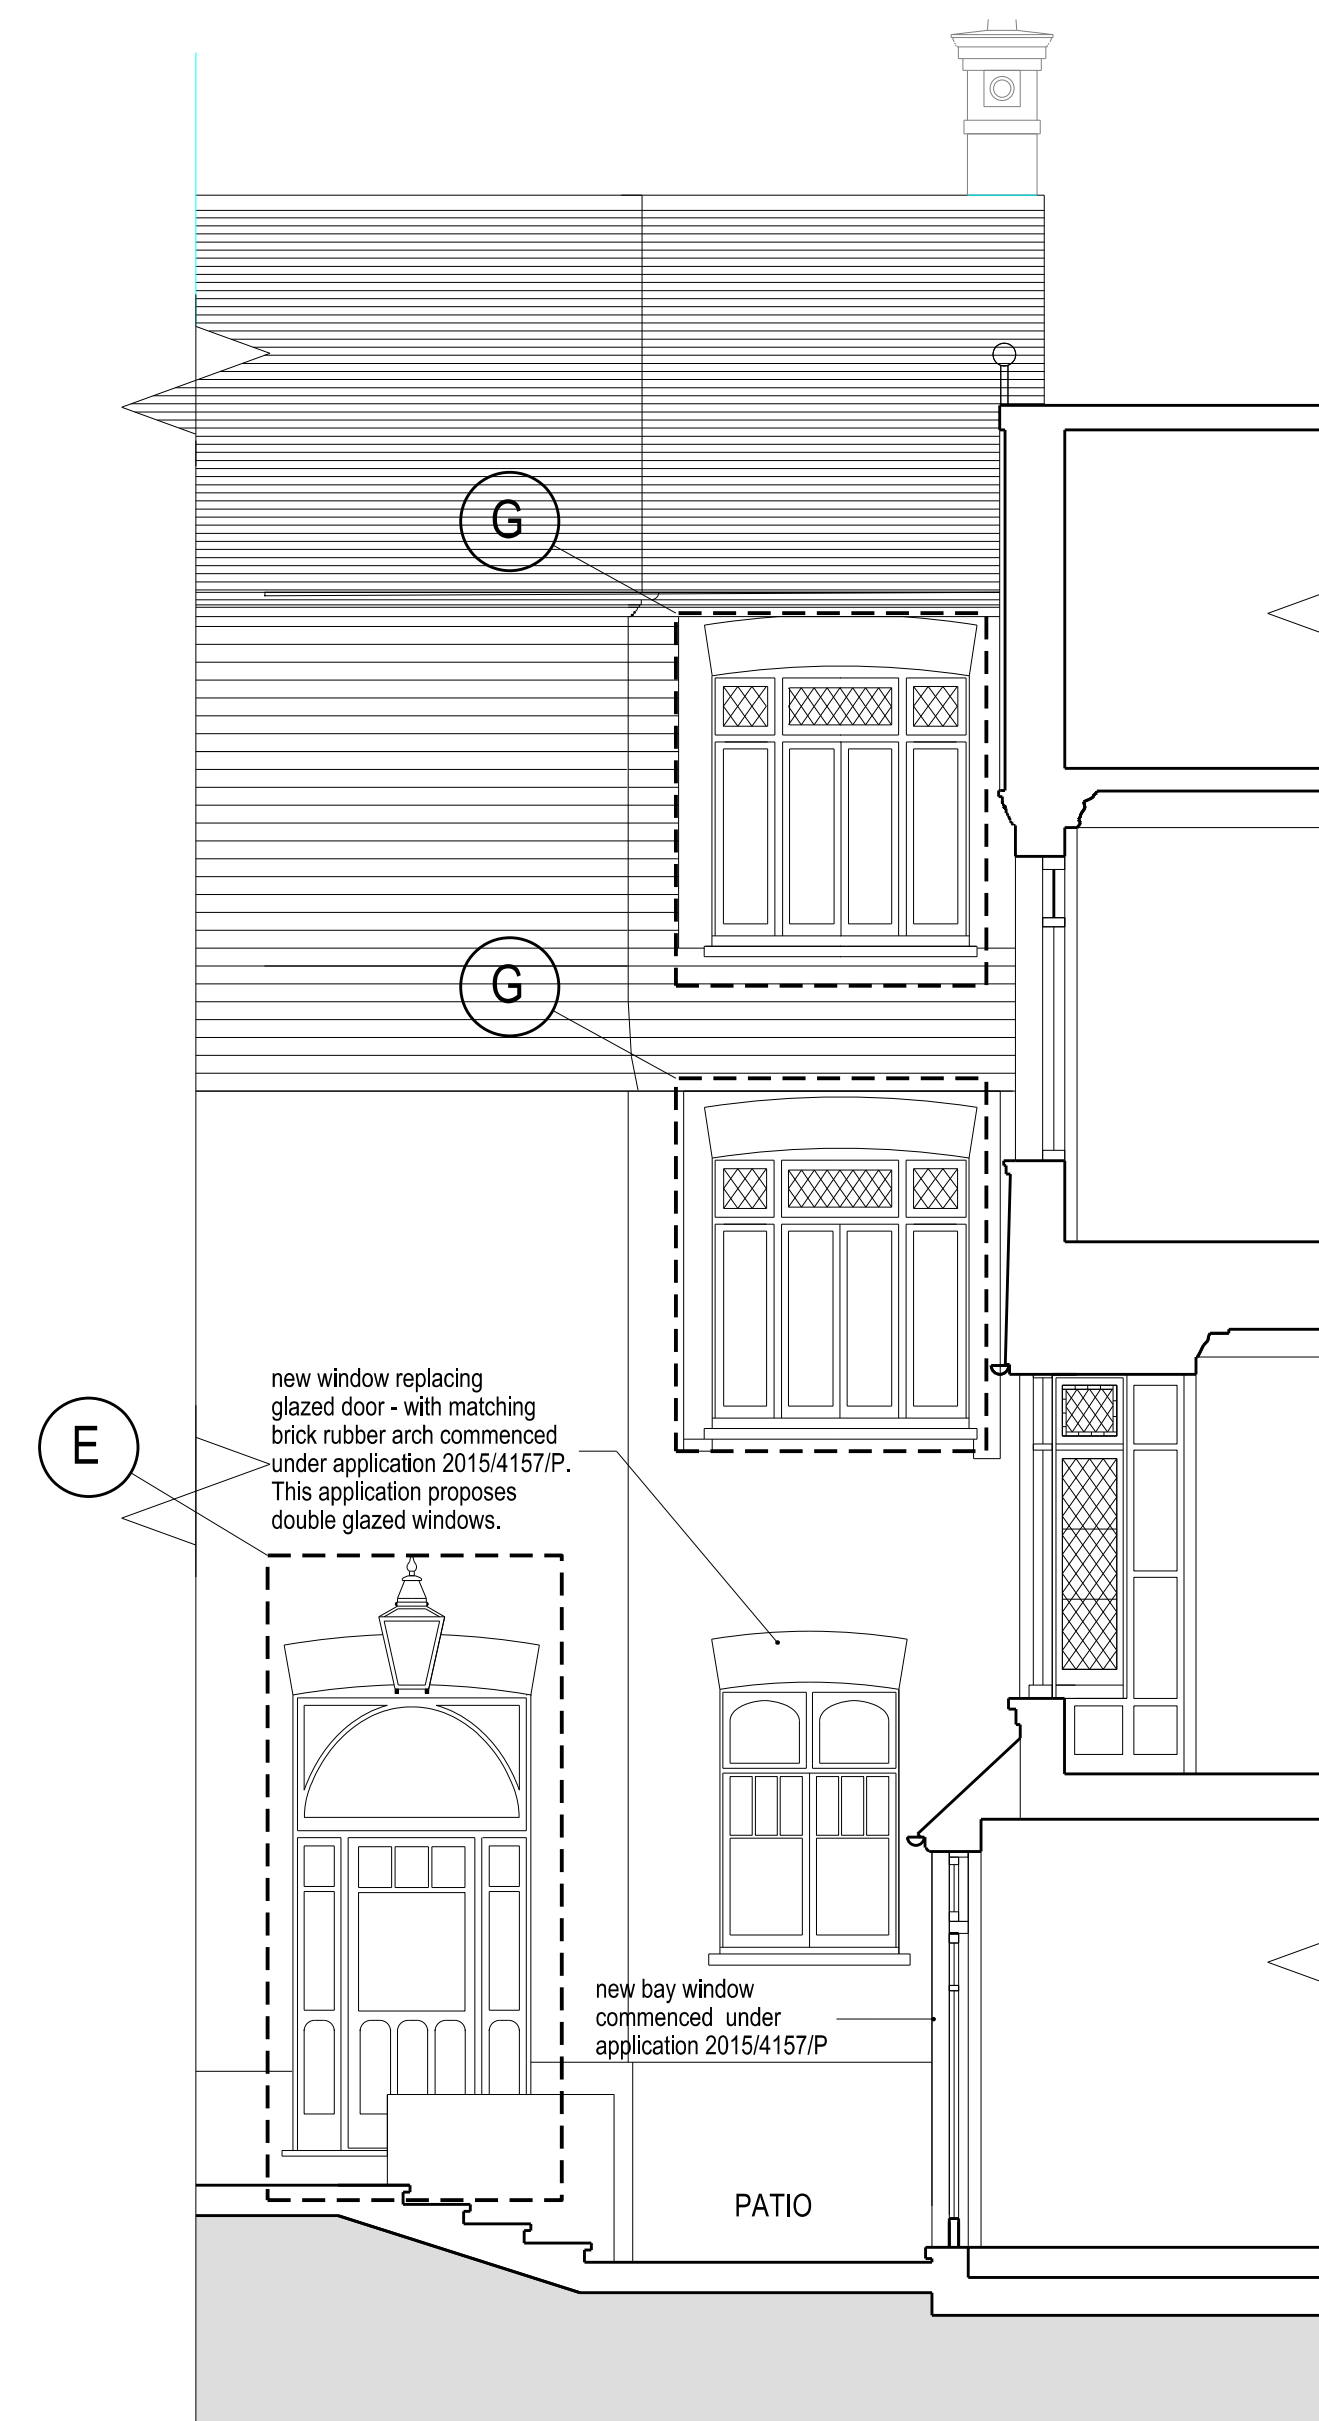 G
G
new window replacing
glazed door - with matching
brick rubber arch commenced
under application 2015/4157/P.
This application proposes
double glazed windows.
E
new bay window
commenced under
application 2015/4157/P
PATIO